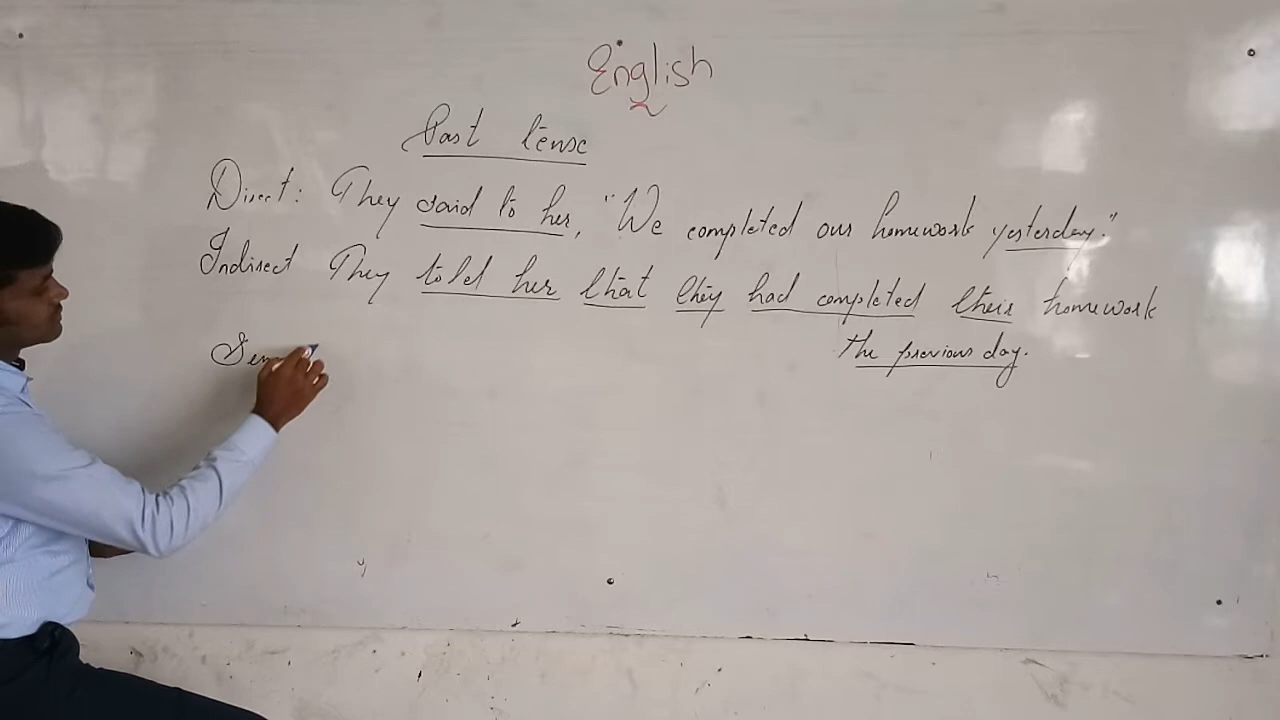 English
Past Tense
Direct: They said to her, "We completed our homework yesterday."
Indirect They told her that they had completed their homework
the previous day.